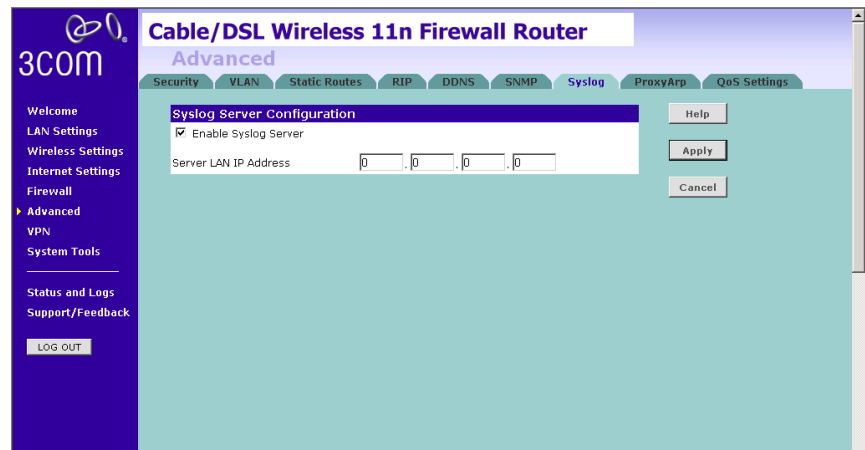 3COM
Cable/DSL Wireless 11n Firewall Router
Advanced
Security VLAN Static Routes RIP DDNS SNMP Syslog ProxyArp QoS Settings
Welcome
LAN Settings
Wireless Settings
Internet Settings
Firewall
Advanced
VPN
System Tools
Status and Logs
Support/Feedback
LOG OUT
Syslog Server Configuration
Enable Syslog Server
Server LAN IP Address 0 . 0 . 0 . 0
Help
Apply
Cancel